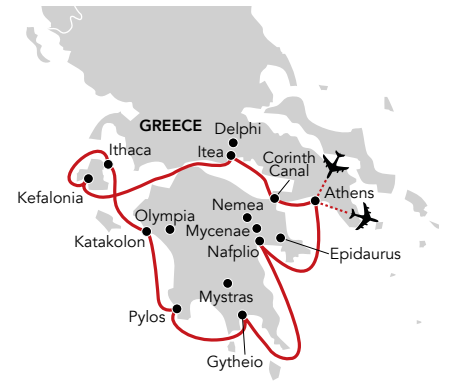 GREECE
Delphi
Ithaca
Itea
Corinth
Canal
Kefalonia
Athens
Olympia
Nemea
Katakolon
Mycenae
Nafplio
Epidaurus
Mystras
Pylos
Gytheio